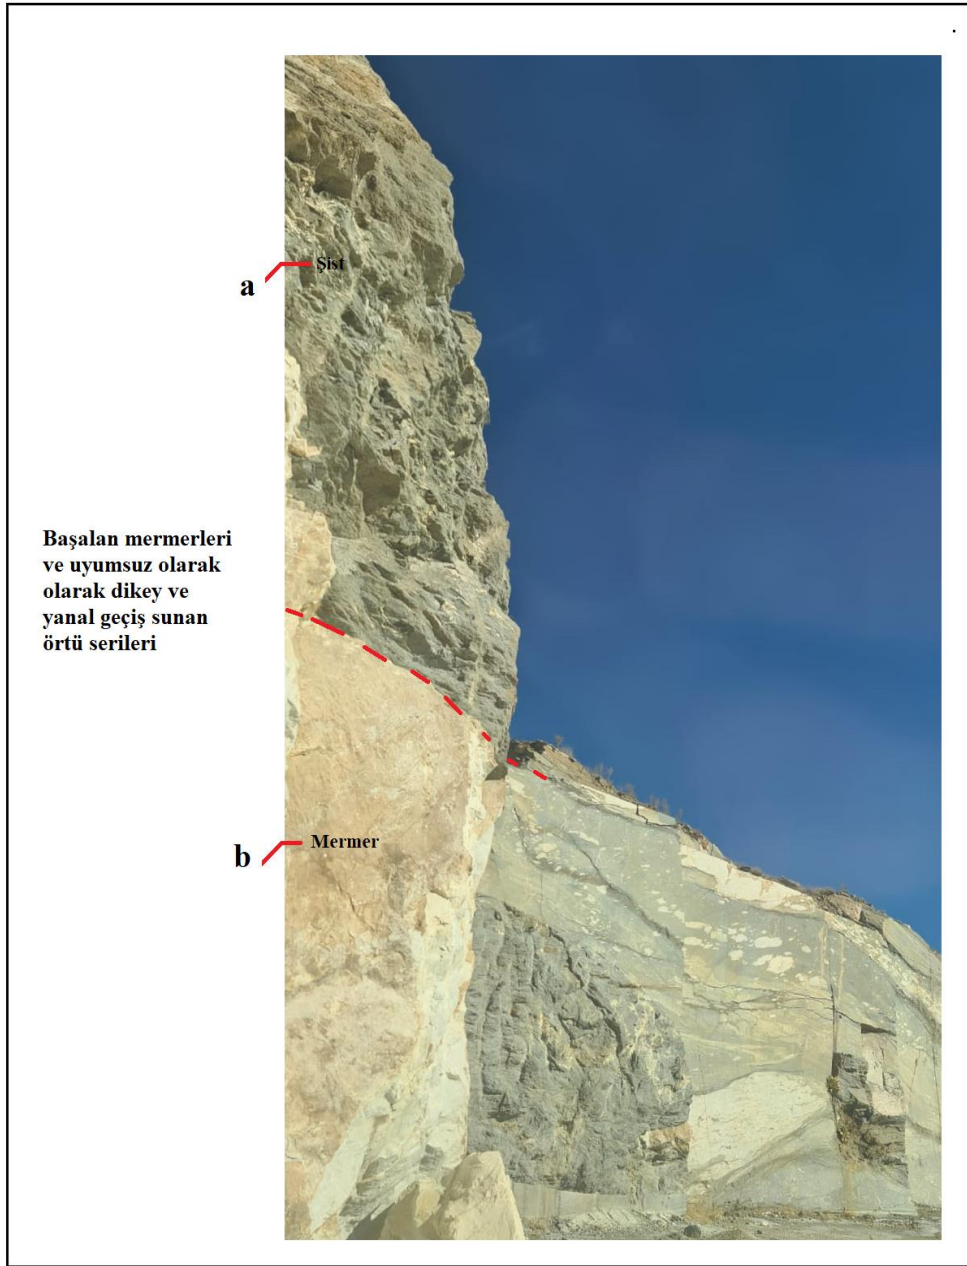 Şist
a
Başalan mermerleri
ve uyumsuz olarak
olarak dikey ve
yanal geçiş sunan
örtü serileri
Mermer
b